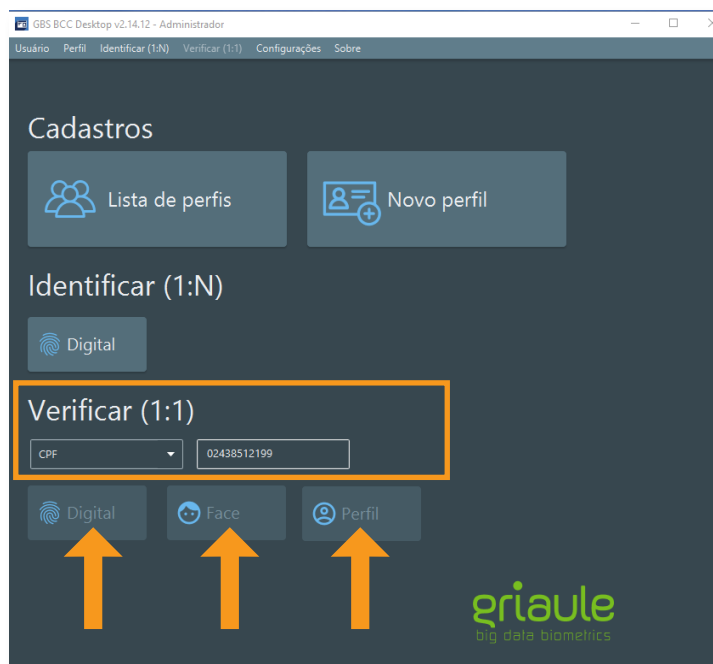 GBS BCC Desktop v2.14.12 - Administrador
Usuário Perfil Identificar (1:N) Verificar (1:1) Configurações Sobre
Cadastros
Lista de perfis Novo perfil
Identificar (1:N)
Digital
Verificar (1:1)
CPF 02438512199
Digital Face Perfil
griaule
big data biometrics